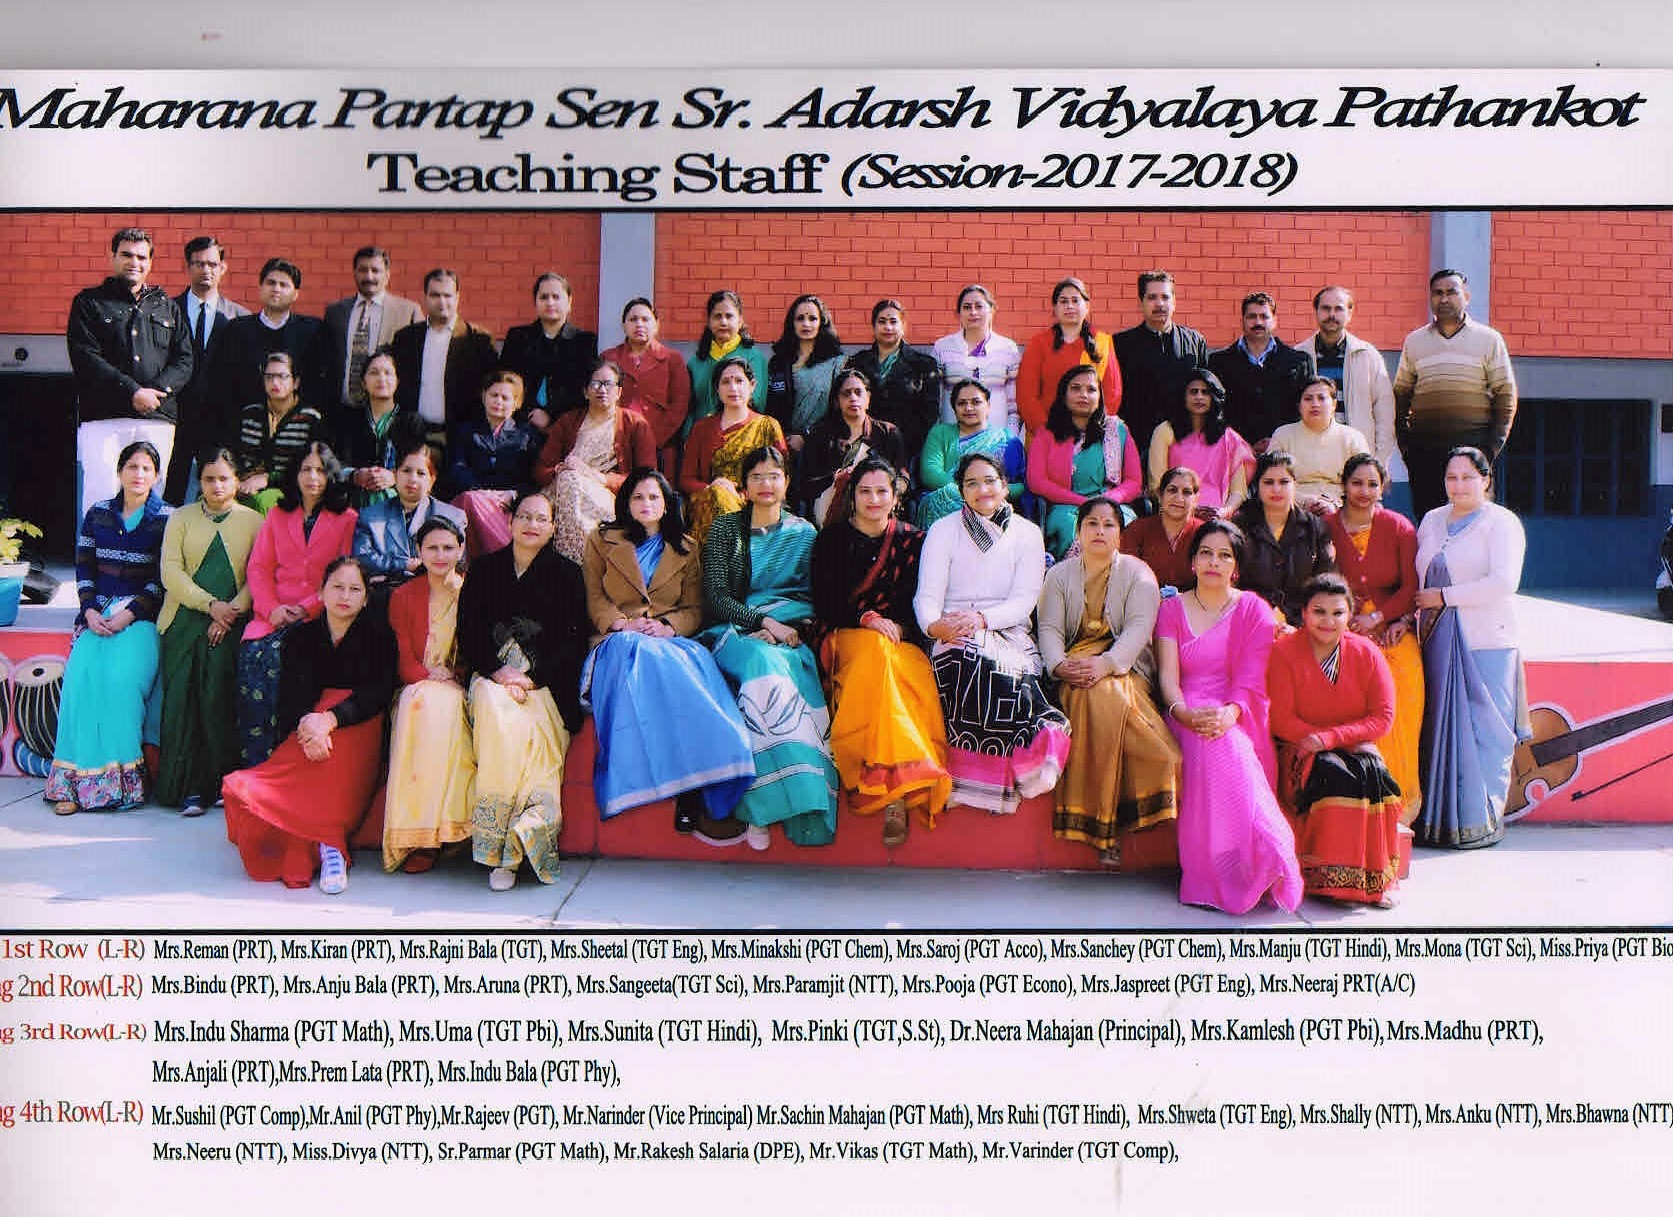 Maharana Partap Sen Sr. Adarsh Vidyalaya Pathankot
Teaching Staff (Session-2017-2018)
1st Row (L-R) Mrs.Reman (PRT), Mrs.Kiran (PRT), Mrs.Rajni Bala (TGT), Mrs.Sheetal (TGT Eng), Mrs.Minakshi (PGT Chem), Mrs.Saroj (PGT Acco), Mrs.Sanchey (PGT Chem), Mrs.Manju (TGT Hindi), Mrs.Mona (TGT Sci), Miss.Priya (PGT Bio
g 2nd Row(L-R) Mrs.Bindu (PRT), Mrs.Anju Bala (PRT), Mrs.Aruna (PRT), Mrs.Sangeeta(TGT Sci), Mrs.Paramjit (NTT), Mrs.Pooja (PGT Econo), Mrs.Jaspreet (PGT Eng), Mrs.Neeraj PRT(A/C)
g 3rd Row(L-R) Mrs.Indu Sharma (PGT Math), Mrs.Uma (TGT Pbi), Mrs.Sunita (TGT Hindi), Mrs.Pinki (TGT,S.St), Dr.Neera Mahajan (Principal), Mrs.Kamlesh (PGT Pbi), Mrs.Madhu (PRT),
Mrs.Anjali (PRT),Mrs.Prem Lata (PRT), Mrs.Indu Bala (PGT Phy),
g 4th Row(L-R) Mr.Sushil (PGT Comp),Mr.Anil (PGT Phy),Mr.Rajeev (PGT), Mr.Narinder (Vice Principal) Mr.Sachin Mahajan (PGT Math), Mrs Ruhi (TGT Hindi), Mrs.Shweta (TGT Eng), Mrs.Shally (NTT), Mrs.Anku (NTT), Mrs.Bhawna (NTT)
Mrs.Neeru (NTT), Miss.Divya (NTT), Sr.Parmar (PGT Math), Mr.Rakesh Salaria (DPE), Mr.Vikas (TGT Math), Mr.Varinder (TGT Comp),